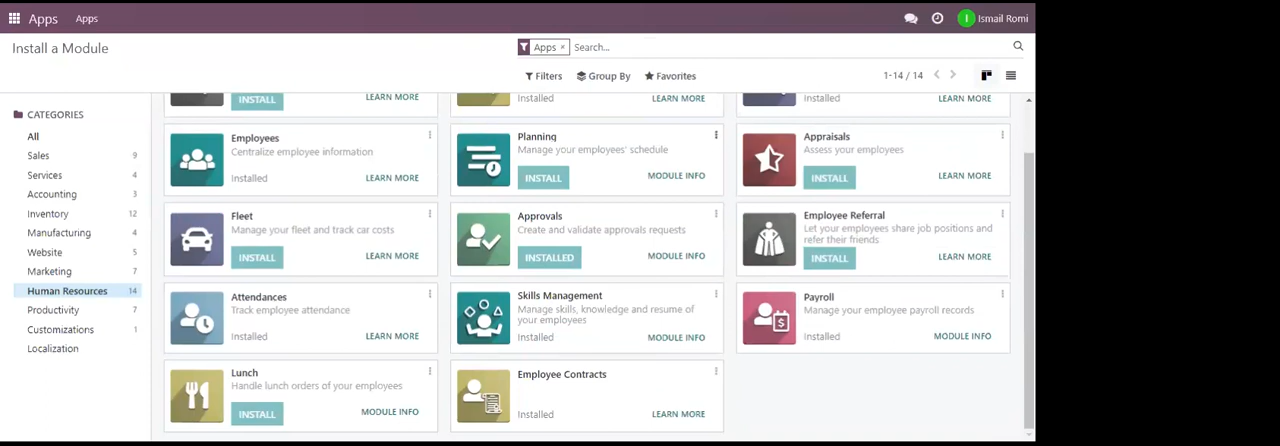 Apps Apps Ismail Romi
Install a Module Apps × Search...
Filters Group By Favorites 1-14 / 14
CATEGORIES
All
Sales 9
Services 4
Accounting 3
Inventory 12
Manufacturing 4
Website 5
Marketing 7
Human Resources 14
Productivity 7
Customizations 1
Localization
INSTALL LEARN MORE
Installed LEARN MORE
Installed LEARN MORE
Employees
Centralize employee information
Installed LEARN MORE
Planning
Manage your employees' schedule
INSTALL MODULE INFO
Appraisals
Assess your employees
INSTALL LEARN MORE
Fleet
Manage your fleet and track car costs
INSTALL LEARN MORE
Approvals
Create and validate approvals requests
INSTALLED MODULE INFO
Employee Referral
Let your employees share job positions and
refer their friends
INSTALL LEARN MORE
Attendances
Track employee attendance
Installed LEARN MORE
Skills Management
Manage skills, knowledge and resume of
your employees
Installed MODULE INFO
Payroll
Manage your employee payroll records
Installed MODULE INFO
Lunch
Handle lunch orders of your employees
INSTALL MODULE INFO
Employee Contracts
Installed LEARN MORE